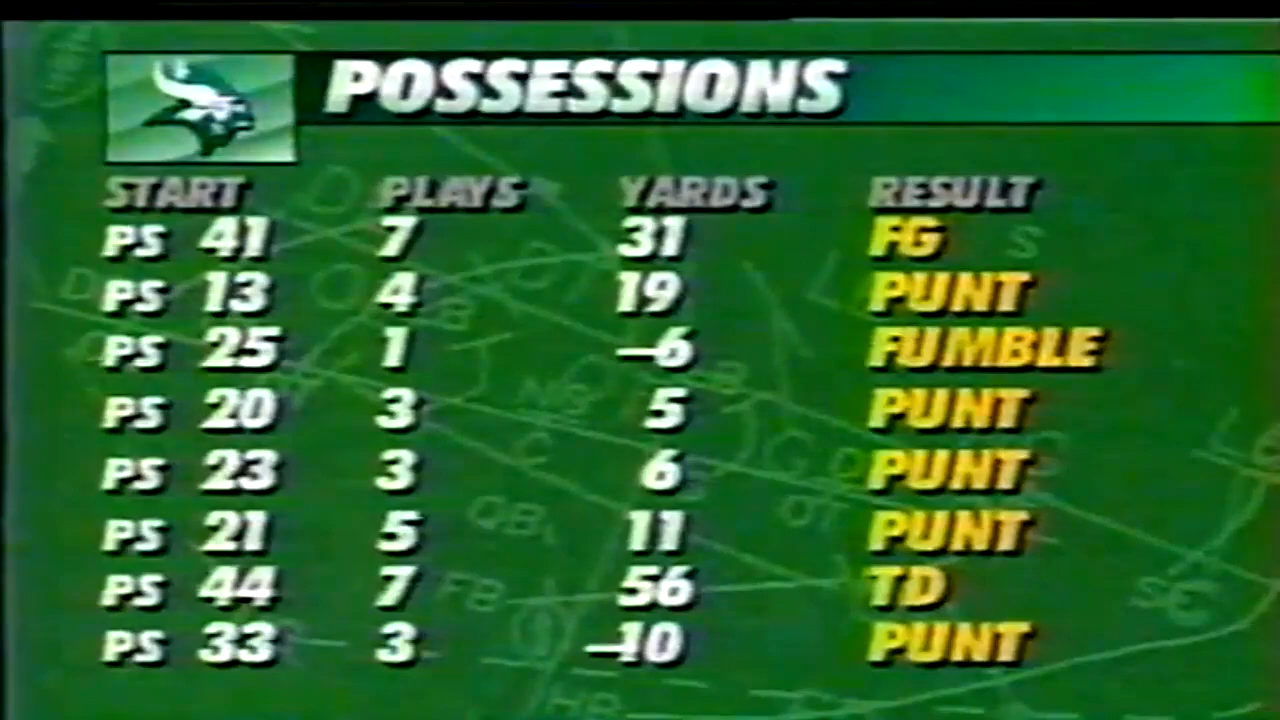 POSSESSIONS
START PLAYS YARDS RESULT
PS 41 7 31 FG
PS 13 4 19 PUNT
PS 25 1 -6 FUMBLE
PS 20 3 5 PUNT
PS 23 3 6 PUNT
PS 21 5 11 PUNT
PS 44 7 56 TD
PS 33 3 -10 PUNT